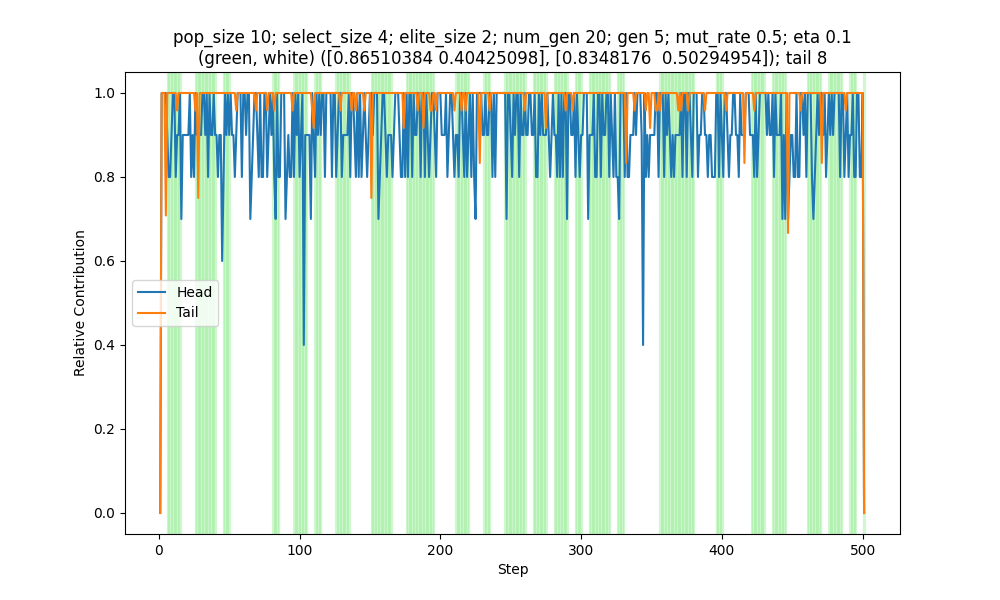 pop_size 10; select_size 4; elite_size 2; num_gen 20; gen 5; mut_rate 0.5; eta 0.1
(green, white) ([0.86510384 0.40425098], [0.8348176  0.50294954]); tail 8
1.0
0.8
0.6
0.4
0.2
0.0
Relative Contribution
Head
Tail
0
100
200
300
400
500
Step